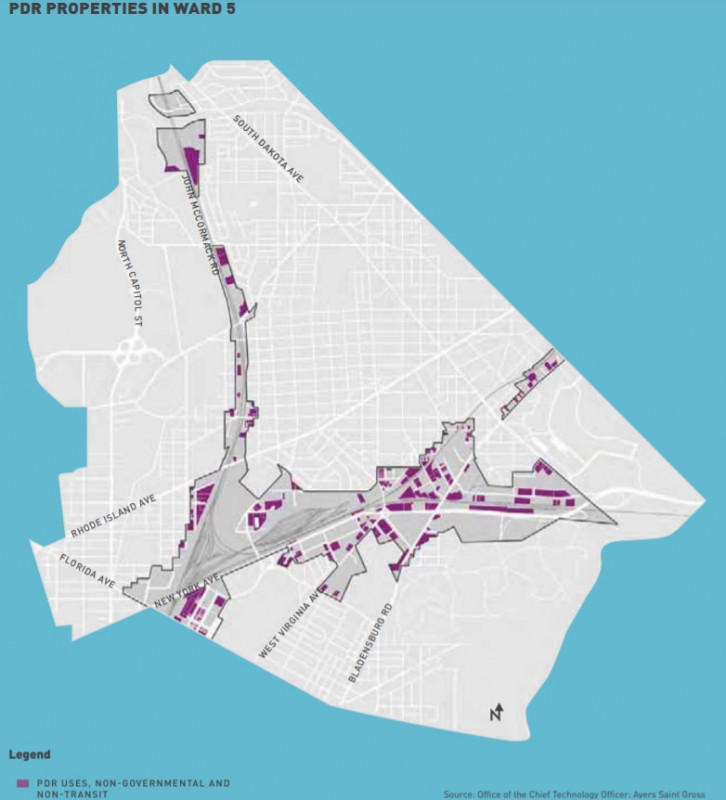 PDR PROPERTIES IN WARD 5
SOUTH DAKOTA AVE
JOHN MCCORMACK RD
NORTH CAPITOL ST
RHODE ISLAND AVE
FLORIDA AVE
NEW YORK AVE
WEST VIRGINIA AVE
BLADENSBURG RD
N
Legend
PDR USES, NON-GOVERNMENTAL AND
NON-TRANSIT
Source: Office of the Chief Technology Officer; Ayers Saint Gross